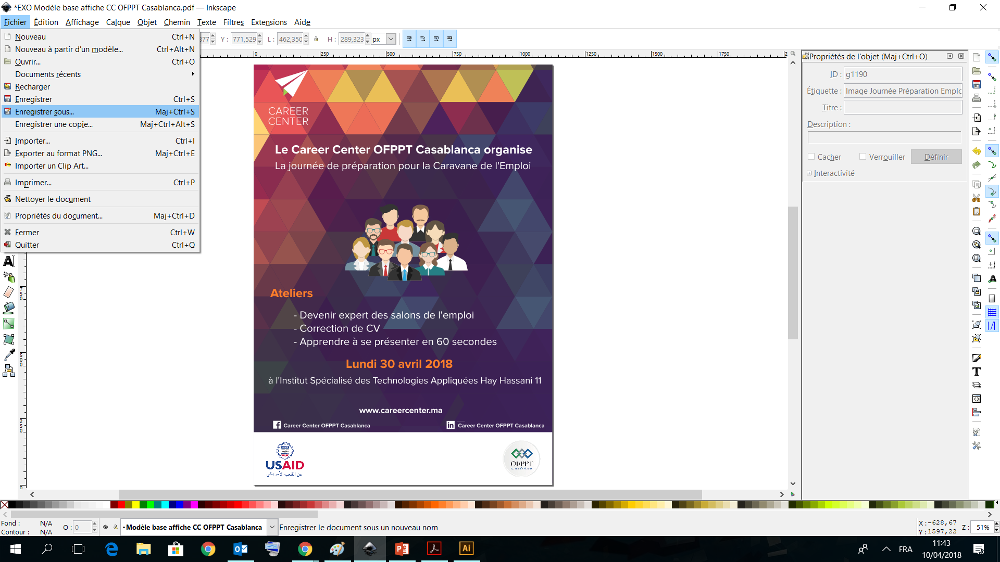 *EXO Modèle base affiche CC OFPPT Casablanca.pdf — Inkscape
Fichier Édition Affichage Calque Objet Chemin Texte Filtres Extensions Aide
Nouveau Ctrl+N
Nouveau à partir d'un modèle... Ctrl+Alt+N
Ouvrir... Ctrl+O
Documents récents
Recharger
Enregistrer Ctrl+S
Enregistrer sous... Maj+Ctrl+S
Enregistrer une copie... Maj+Ctrl+Alt+S
Importer... Ctrl+I
Exporter au format PNG... Maj+Ctrl+E
Importer un Clip Art...
Imprimer... Ctrl+P
Nettoyer le document
Propriétés du document... Maj+Ctrl+D
Fermer Ctrl+W
Quitter Ctrl+Q
377 Y : 771,529 L : 462,350 H : 289,323 px
0 250 500 750 1000 1250 1500 1750 2
750
500
250
0
CAREER
CENTER
Le Career Center OFPPT Casablanca organise
La journée de préparation pour la Caravane de l'Emploi
Ateliers
- Devenir expert des salons de l'emploi
- Correction de CV
- Apprendre à se présenter en 60 secondes
Lundi 30 avril 2018
à l'Institut Spécialisé des Technologies Appliquées Hay Hassani 11
www.careercenter.ma
Career Center OFPPT Casablanca
in Career Center OFPPT Casablanca
USAID
من الشعب الأمريكي
OFPPT
Propriétés de l'objet (Maj+Ctrl+O)
ID : g1190
Étiquette : Image Journée Préparation Emplc
Titre :
Description :
Cacher Verrouiller Définir
Interactivité
Fond : N/A
Contour : N/A
O : 0
•Modèle base affiche CC OFPPT Casablanca
Enregistrer le document sous un nouveau nom
X :-628,67
Y :1597,22
Z : 51%
Ai
FRA
11:43
10/04/2018